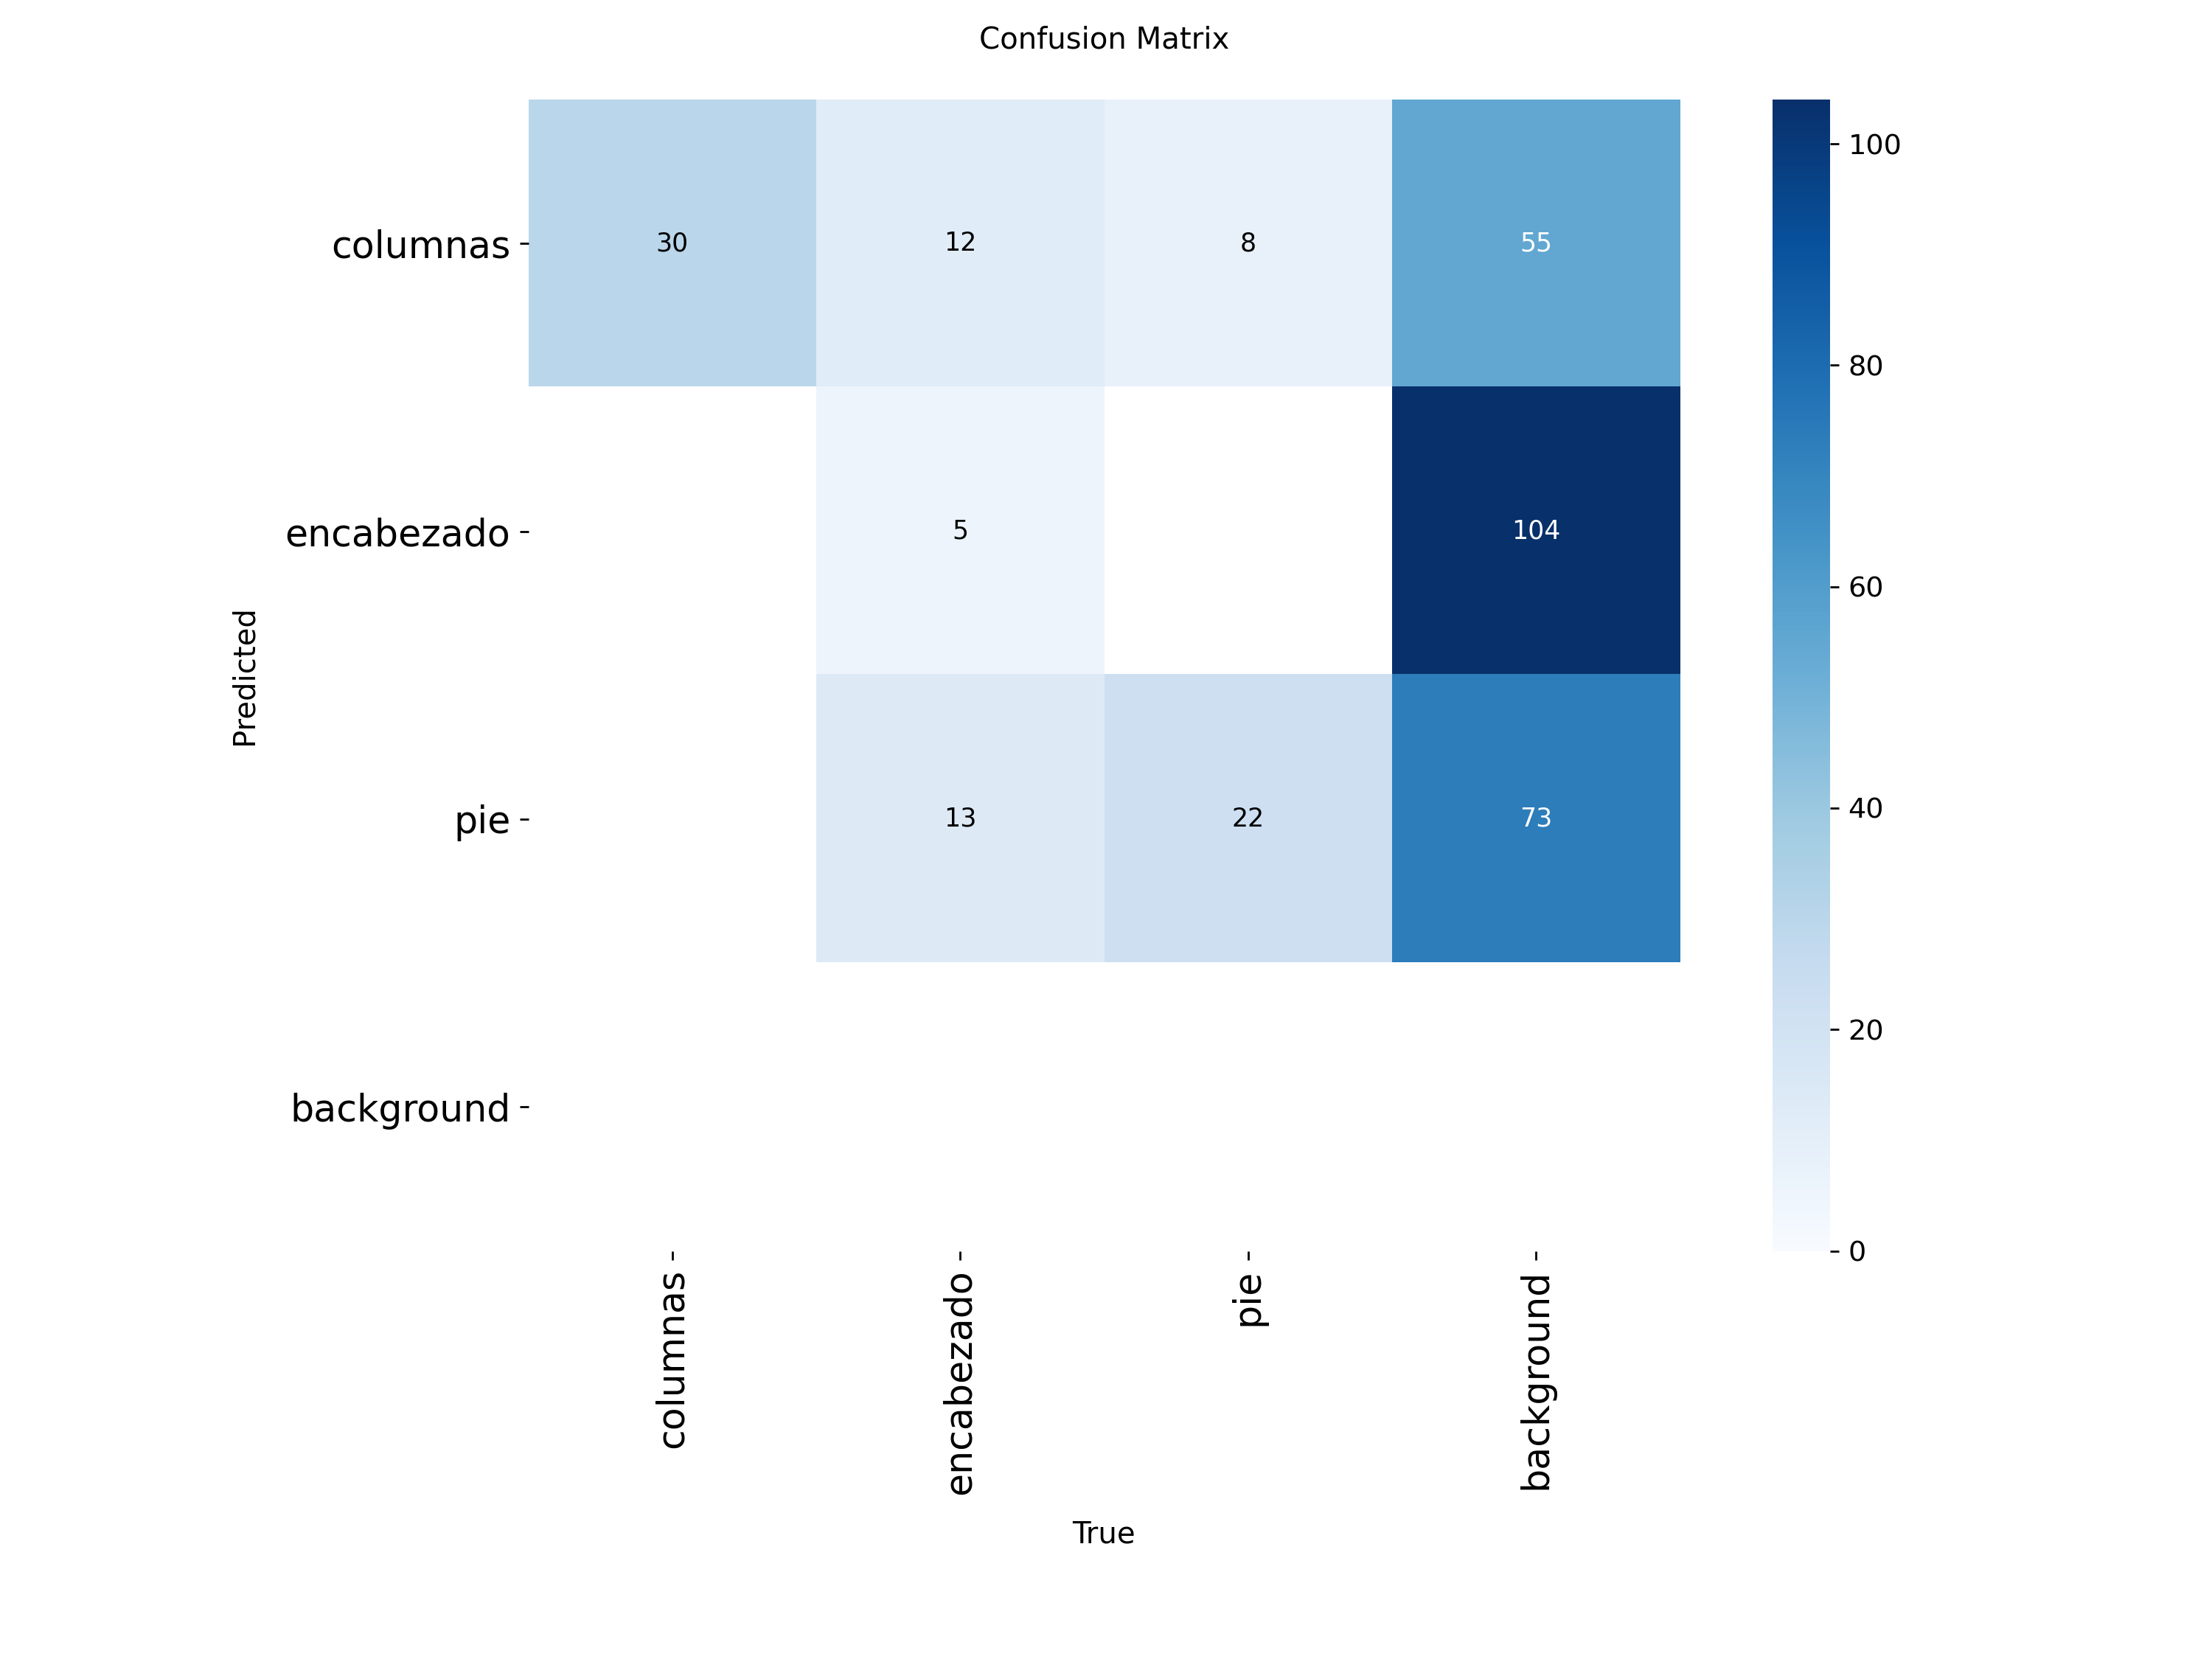 Confusion Matrix
columnas
30
12
8
55
100
80
encabezado
5
104
60
Predicted
pie
13
22
73
40
20
background
0
columnas
encabezado
pie
background
True